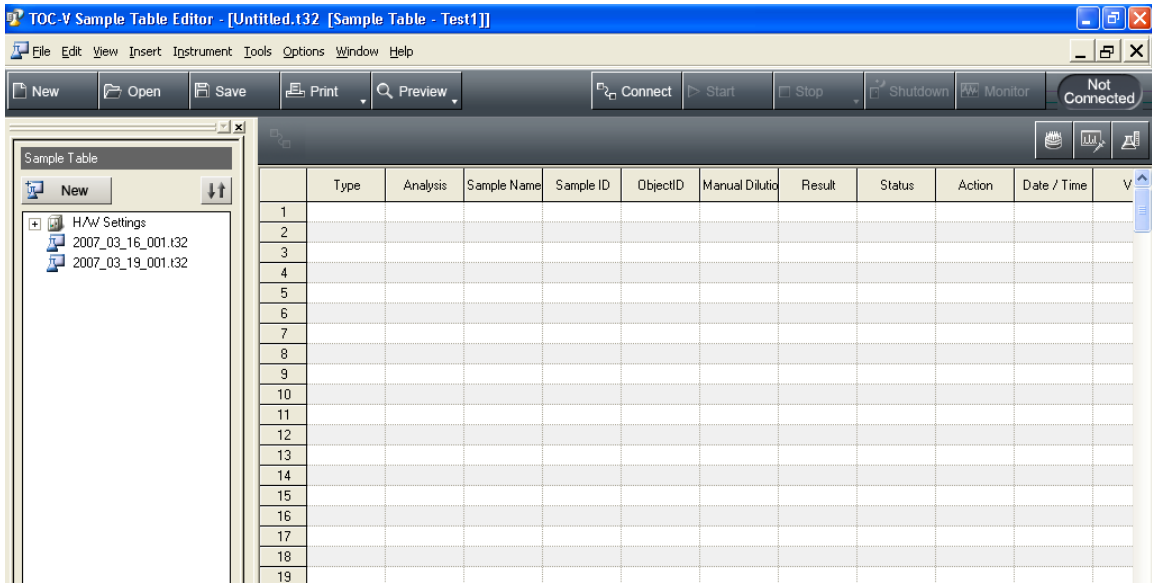 TOC-V Sample Table Editor - [Untitled.t32 [Sample Table - Test1]]
File Edit View Insert Instrument Tools Options Window Help
New Open Save Print Preview Connect Start Stop Shutdown Monitor Not Connected
Sample Table
New
H/W Settings
2007_03_16_001.t32
2007_03_19_001.t32
Type Analysis Sample Name Sample ID ObjectID Manual Dilutio Result Status Action Date / Time V
1
2
3
4
5
6
7
8
9
10
11
12
13
14
15
16
17
18
19